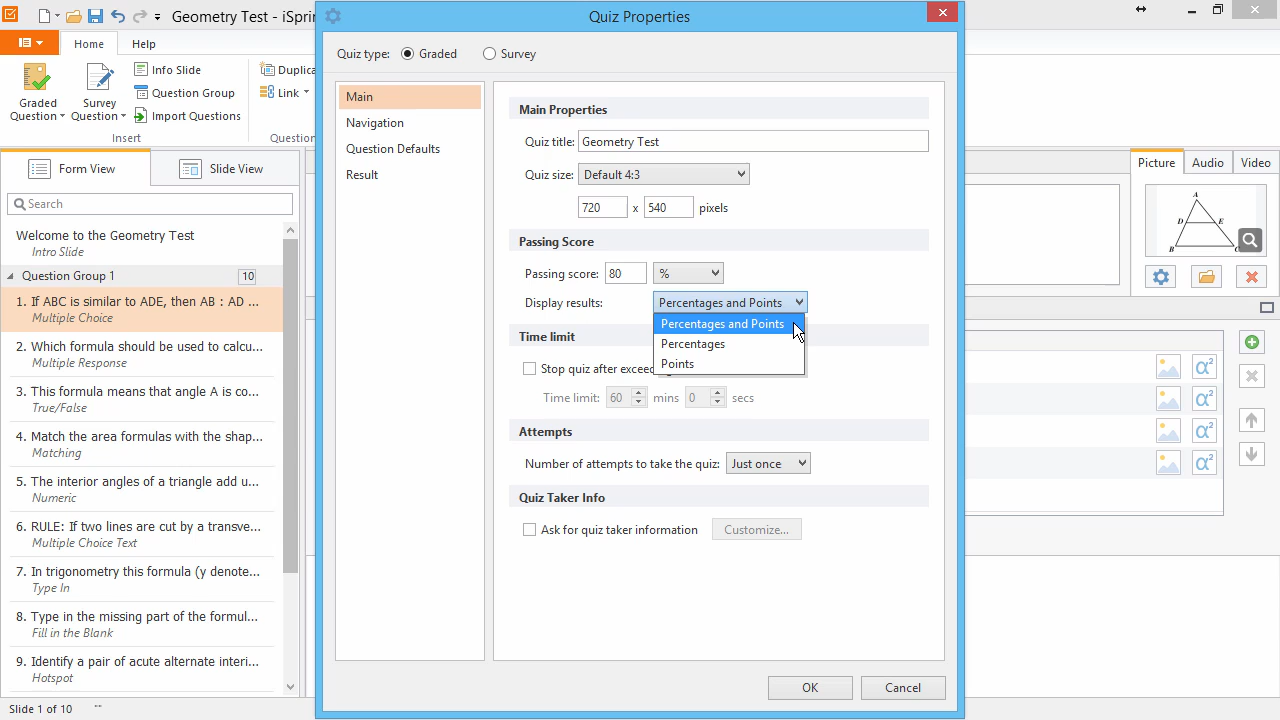 Geometry Test - iSprin
Quiz Properties
Home
Help
Graded Question
Survey Question
Info Slide
Question Group
Import Questions
Insert
Duplica
Link
Question
Form View
Slide View
Search
Welcome to the Geometry Test
Intro Slide
Question Group 1
10
1. If ABC is similar to ADE, then AB : AD ...
Multiple Choice
2. Which formula should be used to calcu...
Multiple Response
3. This formula means that angle A is co...
True/False
4. Match the area formulas with the shap...
Matching
5. The interior angles of a triangle add u...
Numeric
6. RULE: If two lines are cut by a transve...
Multiple Choice Text
7. In trigonometry this formula (y denote...
Type In
8. Type in the missing part of the formul...
Fill in the Blank
9. Identify a pair of acute alternate interi...
Hotspot
Slide 1 of 10
Quiz type: Graded Survey
Main
Navigation
Question Defaults
Result
Main Properties
Quiz title: Geometry Test
Quiz size: Default 4:3
720 x 540 pixels
Passing Score
Passing score: 80 %
Display results: Percentages and Points
Percentages and Points
Percentages
Points
Time limit
Stop quiz after exceed
Time limit: 60 mins 0 secs
Attempts
Number of attempts to take the quiz: Just once
Quiz Taker Info
Ask for quiz taker information Customize...
OK
Cancel
Picture
Audio
Video
A
D E
B C
α²
α²
α²
α²